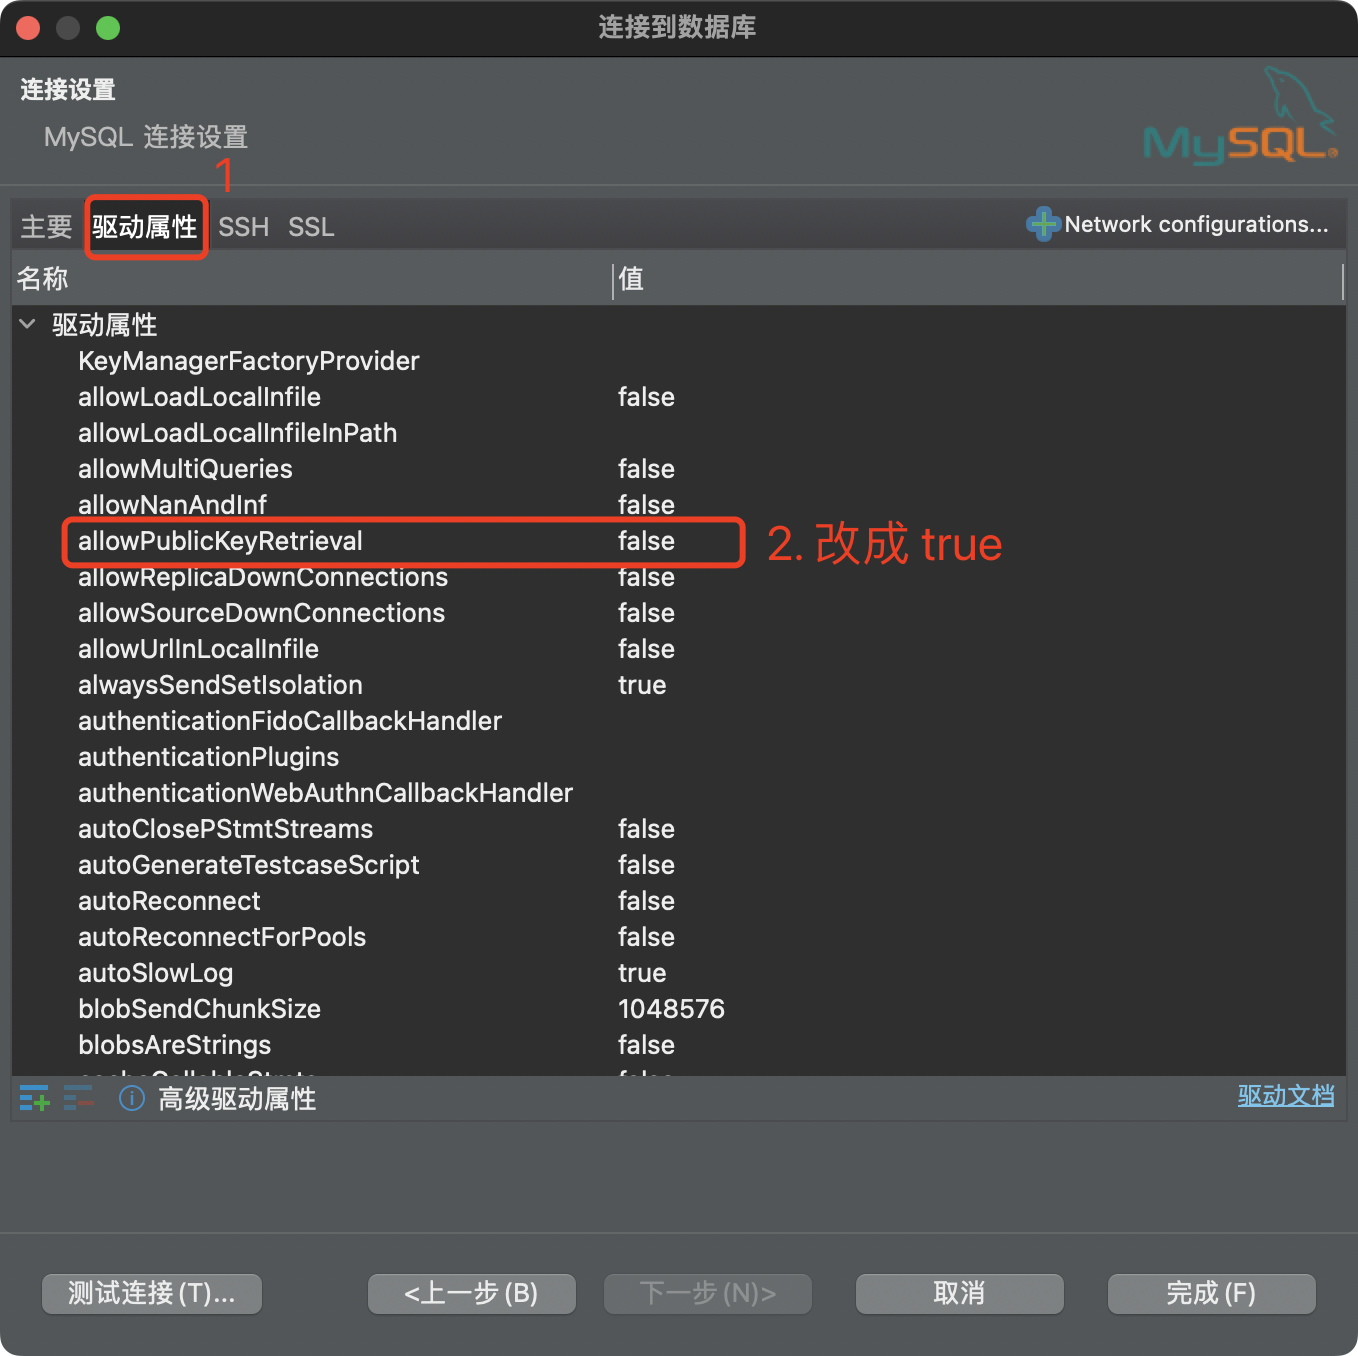 连接到数据库
连接设置
MySQL 连接设置
MySQL®
1
主要 驱动属性 SSH SSL Network configurations...
名称 值
驱动属性
KeyManagerFactoryProvider
allowLoadLocalInfile false
allowLoadLocalInfileInPath
allowMultiQueries false
allowNanAndInf false
allowPublicKeyRetrieval false 2. 改成 true
allowReplicaDownConnections false
allowSourceDownConnections false
allowUrlInLocalInfile false
alwaysSendSetIsolation true
authenticationFidoCallbackHandler
authenticationPlugins
authenticationWebAuthnCallbackHandler
autoClosePStmtStreams false
autoGenerateTestcaseScript false
autoReconnect false
autoReconnectForPools false
autoSlowLog true
blobSendChunkSize 1048576
blobsAreStrings false
高级驱动属性 驱动文档
测试连接 (T)... <上一步 (B) 下一步 (N)> 取消 完成 (F)